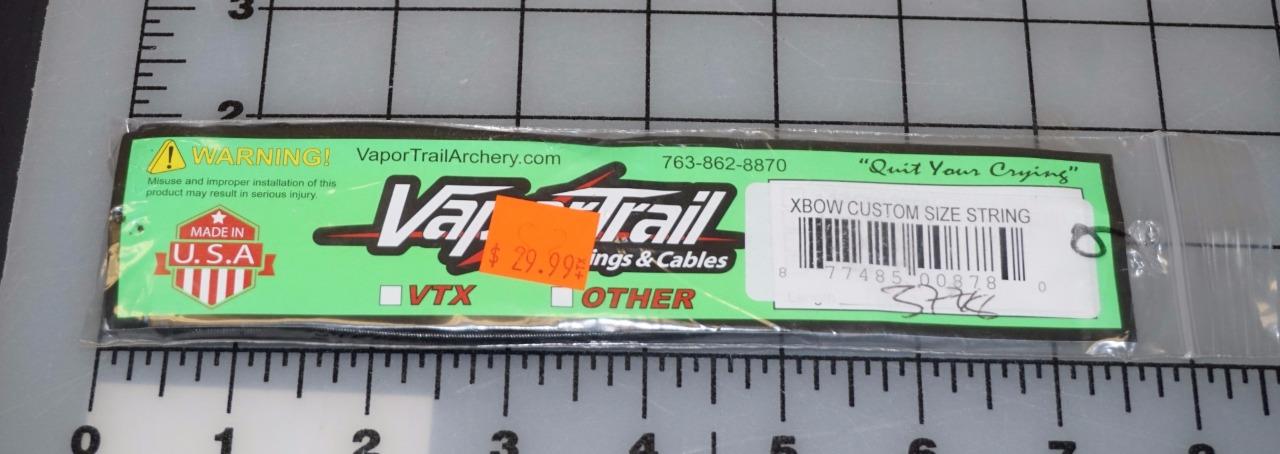 3
2
WARNING! VaporTrailArchery.com 763-862-8870 "Quit Your Crying"
Misuse and improper installation of this
product may result in serious injury.
MADE IN
U.S.A
VaporTrail
ings & Cables
$ 29.99 +TX
VTX OTHER
XBOW CUSTOM SIZE STRING
8 77485 00878 0
0 1 2 3 4 5 6 7 8